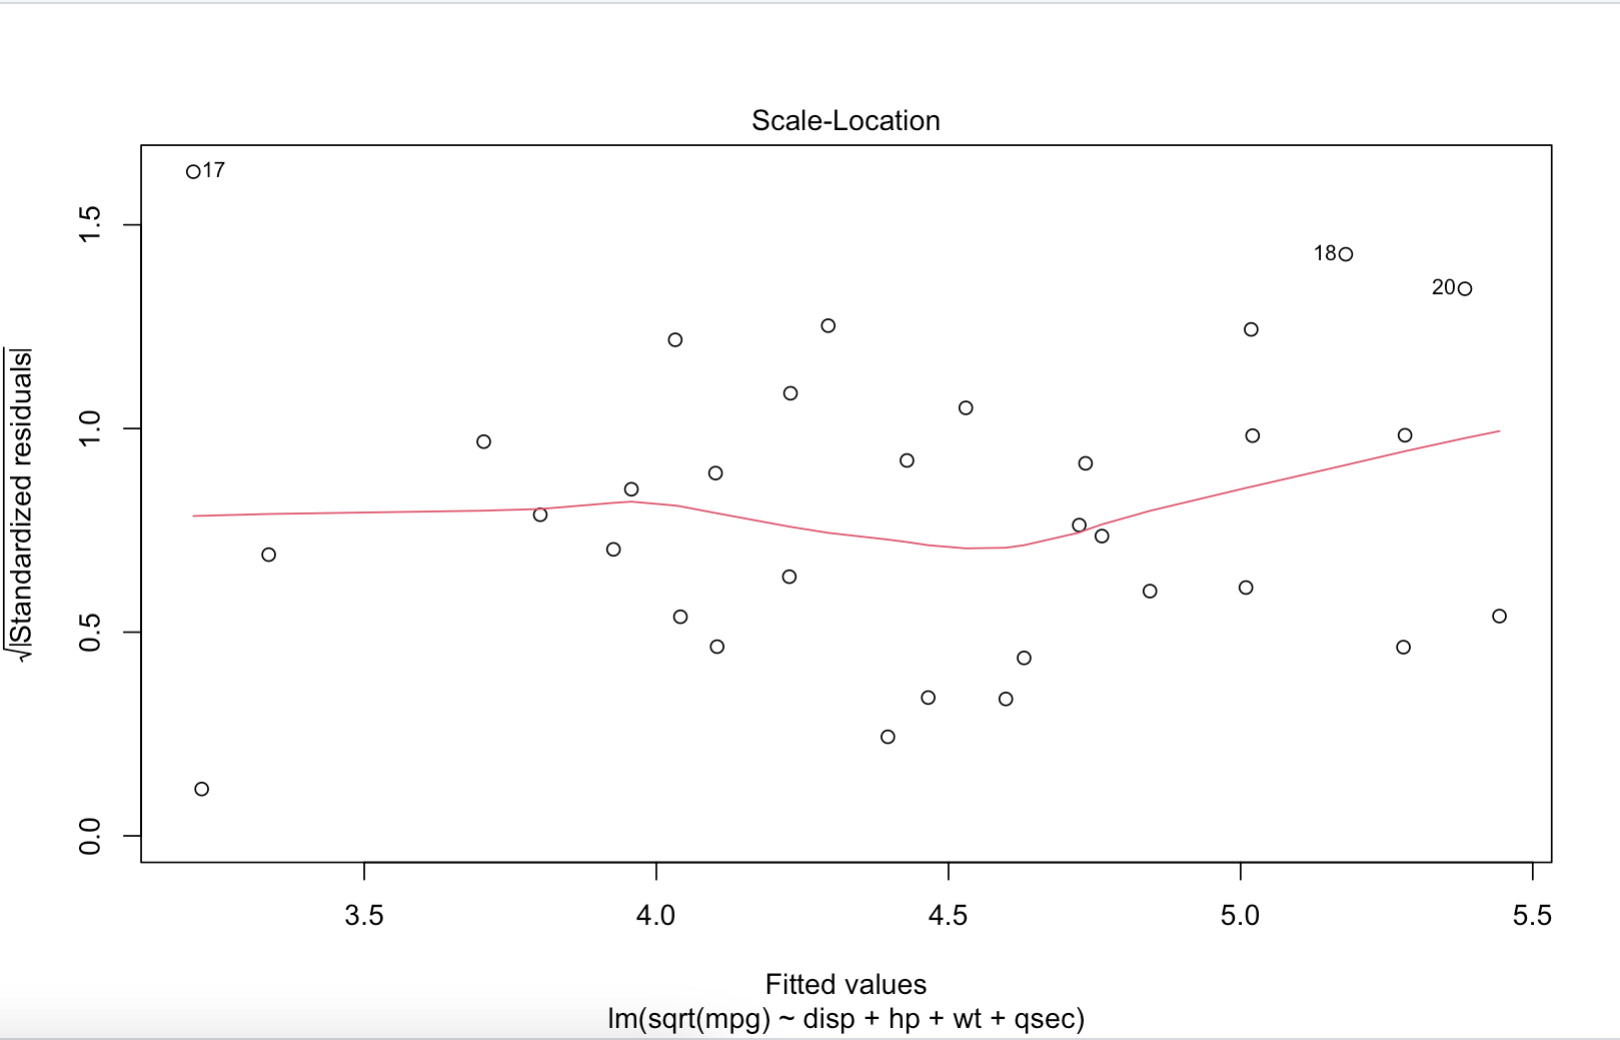 Scale-Location
17
18
20
√|Standardized residuals|
1.5
1.0
0.5
0.0
3.5 4.0 4.5 5.0 5.5
Fitted values
lm(sqrt(mpg) ~ disp + hp + wt + qsec)